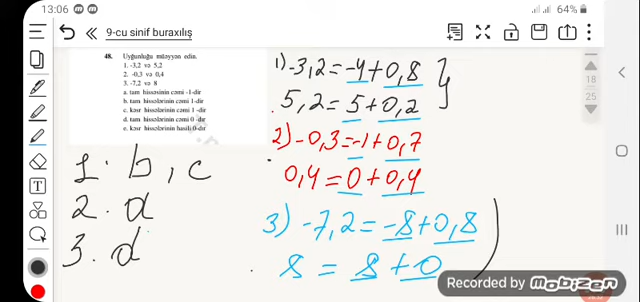 13:06
64%
9-cu sinif buraxılış
48. Uyğunluğu müəyyən edin.
1. -3,2 və 5,2
2. -0,3 və 0,4
3. -7,2 və 8
a. tam hissəsinin cəmi -1-dir
b. tam hissələrinin cəmi 1-dir
c. kəsr hissələrinin cəmi 1 -dir
d. tam hissələrinin cəmi 0 -dır
e. kəsr hissələrinin hasili 0-dır
1. b, c
2. d
3. d
1) -3,2 = -4 + 0,8
5,2 = 5 + 0,2
2) -0,3 = -1 + 0,7
0,4 = 0 + 0,4
3) -7,2 = -8 + 0,8
8 = 8 + 0
18
25
Recorded by mobizen